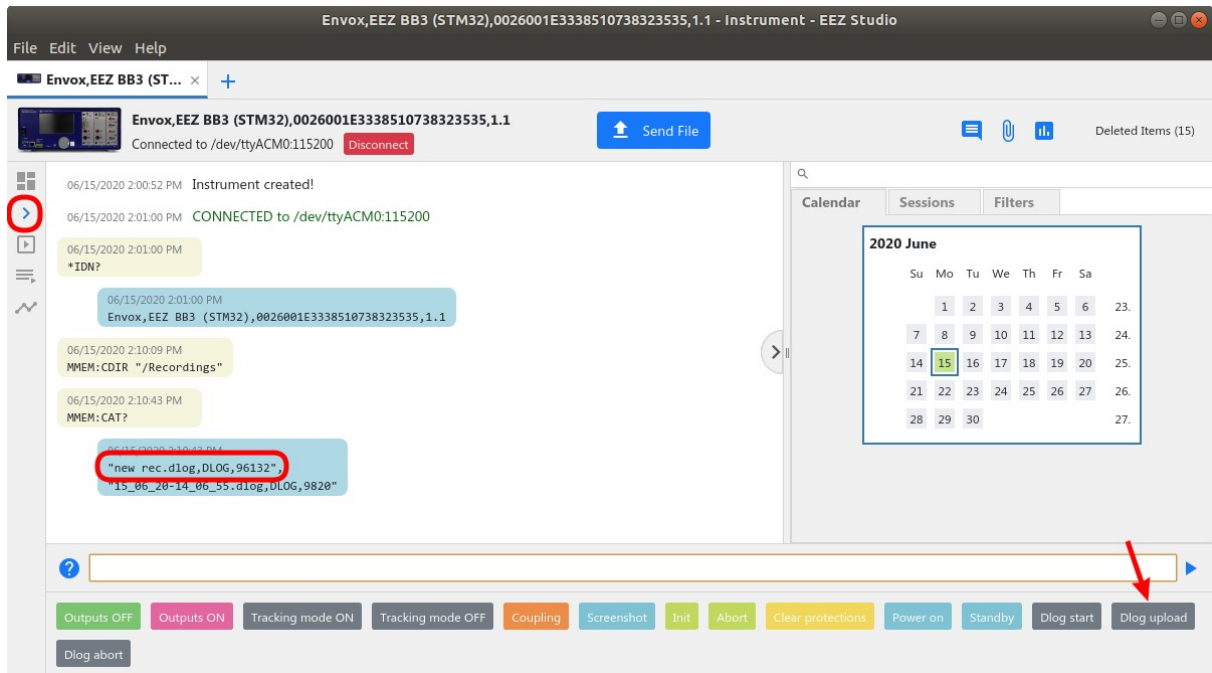 Envox,EEZ BB3 (STM32),0026001E3338510738323535,1.1 - Instrument - EEZ Studio
File Edit View Help
Envox,EEZ BB3 (ST... × +
Envox,EEZ BB3 (STM32),0026001E3338510738323535,1.1
Connected to /dev/ttyACM0:115200 Disconnect
Send File
Deleted Items (15)
06/15/2020 2:00:52 PM Instrument created!
06/15/2020 2:01:00 PM CONNECTED to /dev/ttyACM0:115200
06/15/2020 2:01:00 PM
*IDN?
06/15/2020 2:01:00 PM
Envox,EEZ BB3 (STM32),0026001E3338510738323535,1.1
06/15/2020 2:10:09 PM
MMEM:CDIR "/Recordings"
06/15/2020 2:10:43 PM
MMEM:CAT?
06/15/2020 2:10:43 PM
"new rec.dlog,DLOG,96132",
"15_06_20-14_06_55.dlog,DLOG,9820"
Calendar Sessions Filters
2020 June
Su Mo Tu We Th Fr Sa
1 2 3 4 5 6 23.
7 8 9 10 11 12 13 24.
14 15 16 17 18 19 20 25.
21 22 23 24 25 26 27 26.
28 29 30 27.
Outputs OFF Outputs ON Tracking mode ON Tracking mode OFF Coupling Screenshot Init Abort Clear protections Power on Standby Dlog start Dlog upload
Dlog abort